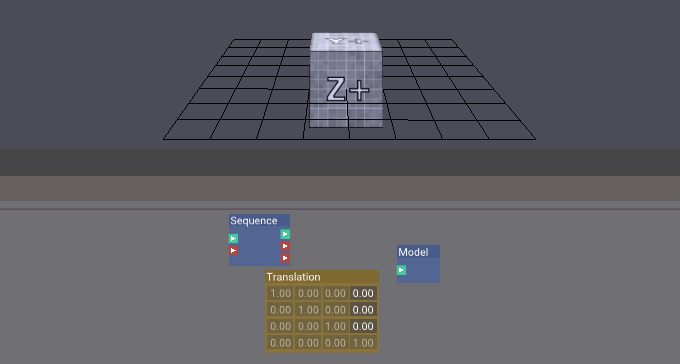 Y+
Z+
Sequence
Model
Translation
1.00 0.00 0.00 0.00
0.00 1.00 0.00 0.00
0.00 0.00 1.00 0.00
0.00 0.00 0.00 1.00